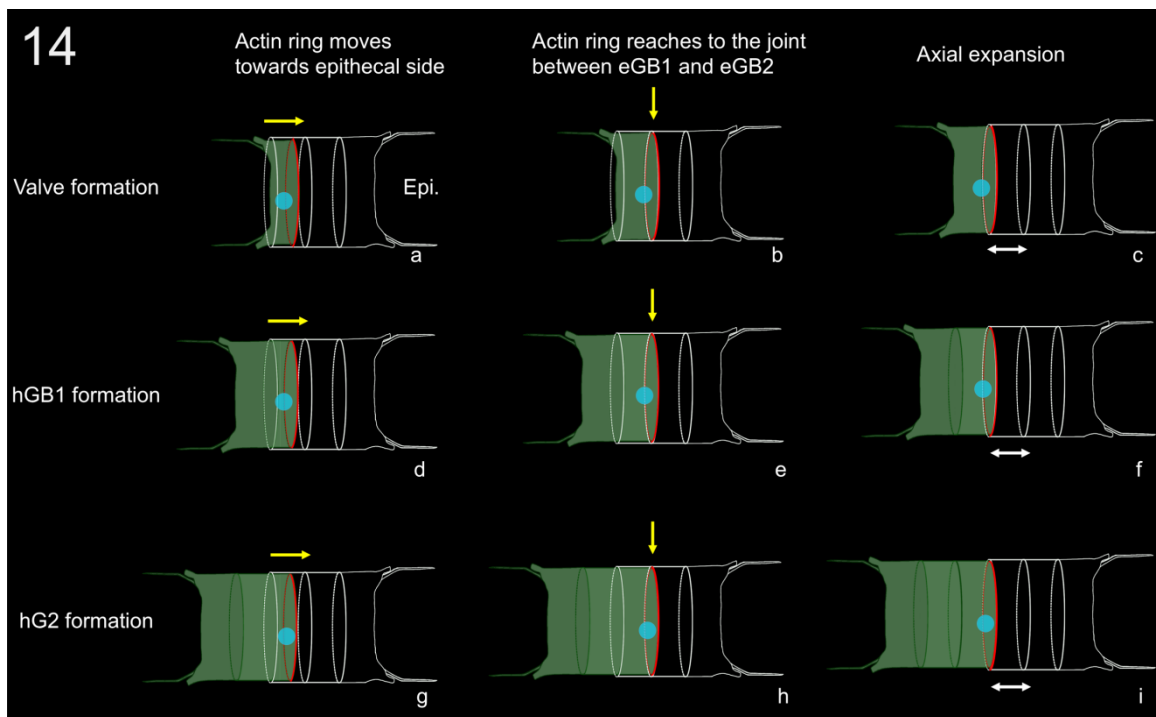 14
Actin ring moves
towards epithecal side
Actin ring reaches to the joint
between eGB1 and eGB2
Axial expansion
Valve formation
Epi.
a
b
c
hGB1 formation
d
e
f
hG2 formation
g
h
i